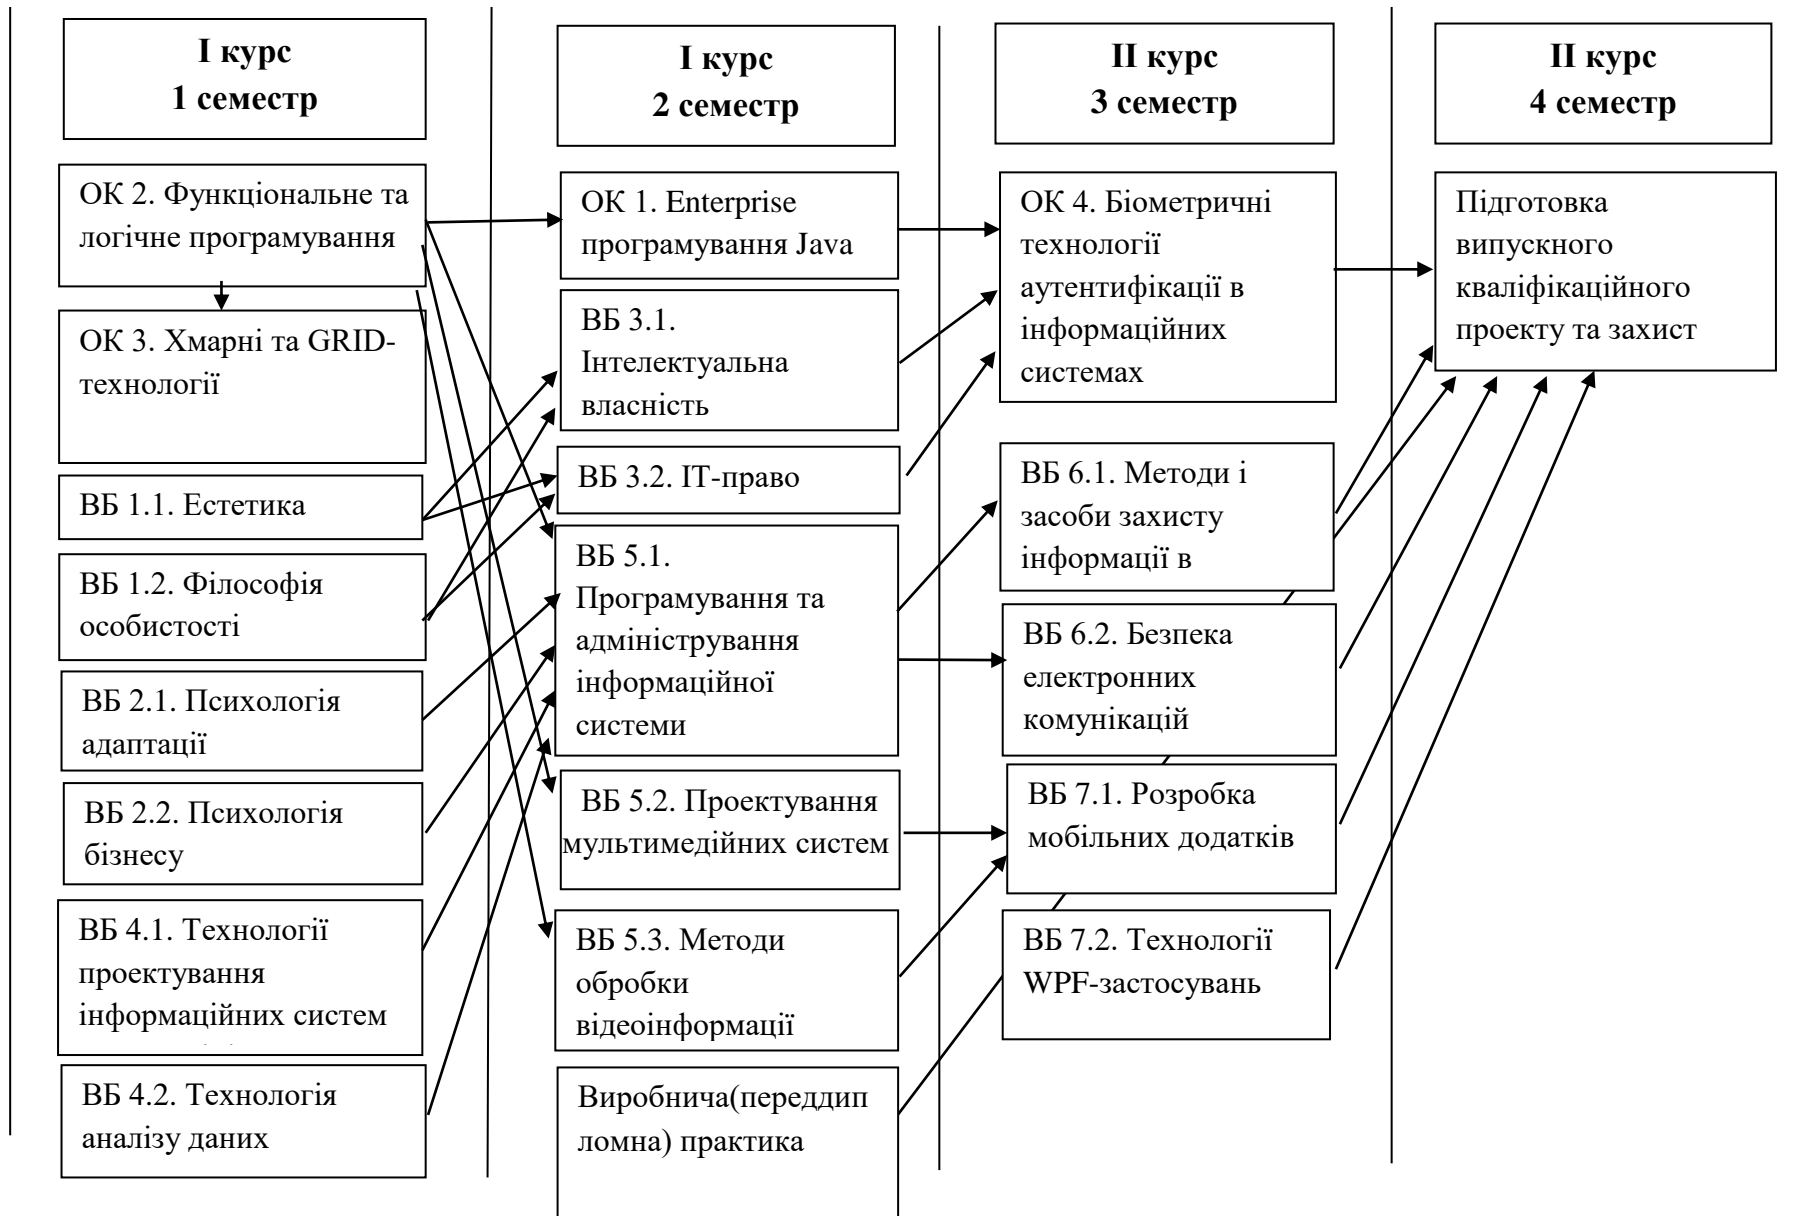 I курс
1 семестр
ОК 2. Функціональне та
логічне програмування
ОК 3. Хмарні та GRID-
технології
ВБ 1.1. Естетика
ВБ 1.2. Філософія
особистості
ВБ 2.1. Психологія
адаптації
ВБ 2.2. Психологія
бізнесу
ВБ 4.1. Технології
проектування
інформаційних систем
ВБ 4.2. Технологія
аналізу даних
I курс
2 семестр
ОК 1. Enterprise
програмування Java
ВБ 3.1.
Інтелектуальна
власність
ВБ 3.2. ІТ-право
ВБ 5.1.
Програмування та
адміністрування
інформаційної
системи
ВБ 5.2. Проектування
мультимедійних систем
ВБ 5.3. Методи
обробки
відеоінформації
Виробнича(переддип
ломна) практика
II курс
3 семестр
ОК 4. Біометричні
технології
аутентифікації в
інформаційних
системах
ВБ 6.1. Методи і
засоби захисту
інформації в
ВБ 6.2. Безпека
електронних
комунікацій
ВБ 7.1. Розробка
мобільних додатків
ВБ 7.2. Технології
WPF-застосувань
II курс
4 семестр
Підготовка
випускного
кваліфікаційного
проекту та захист